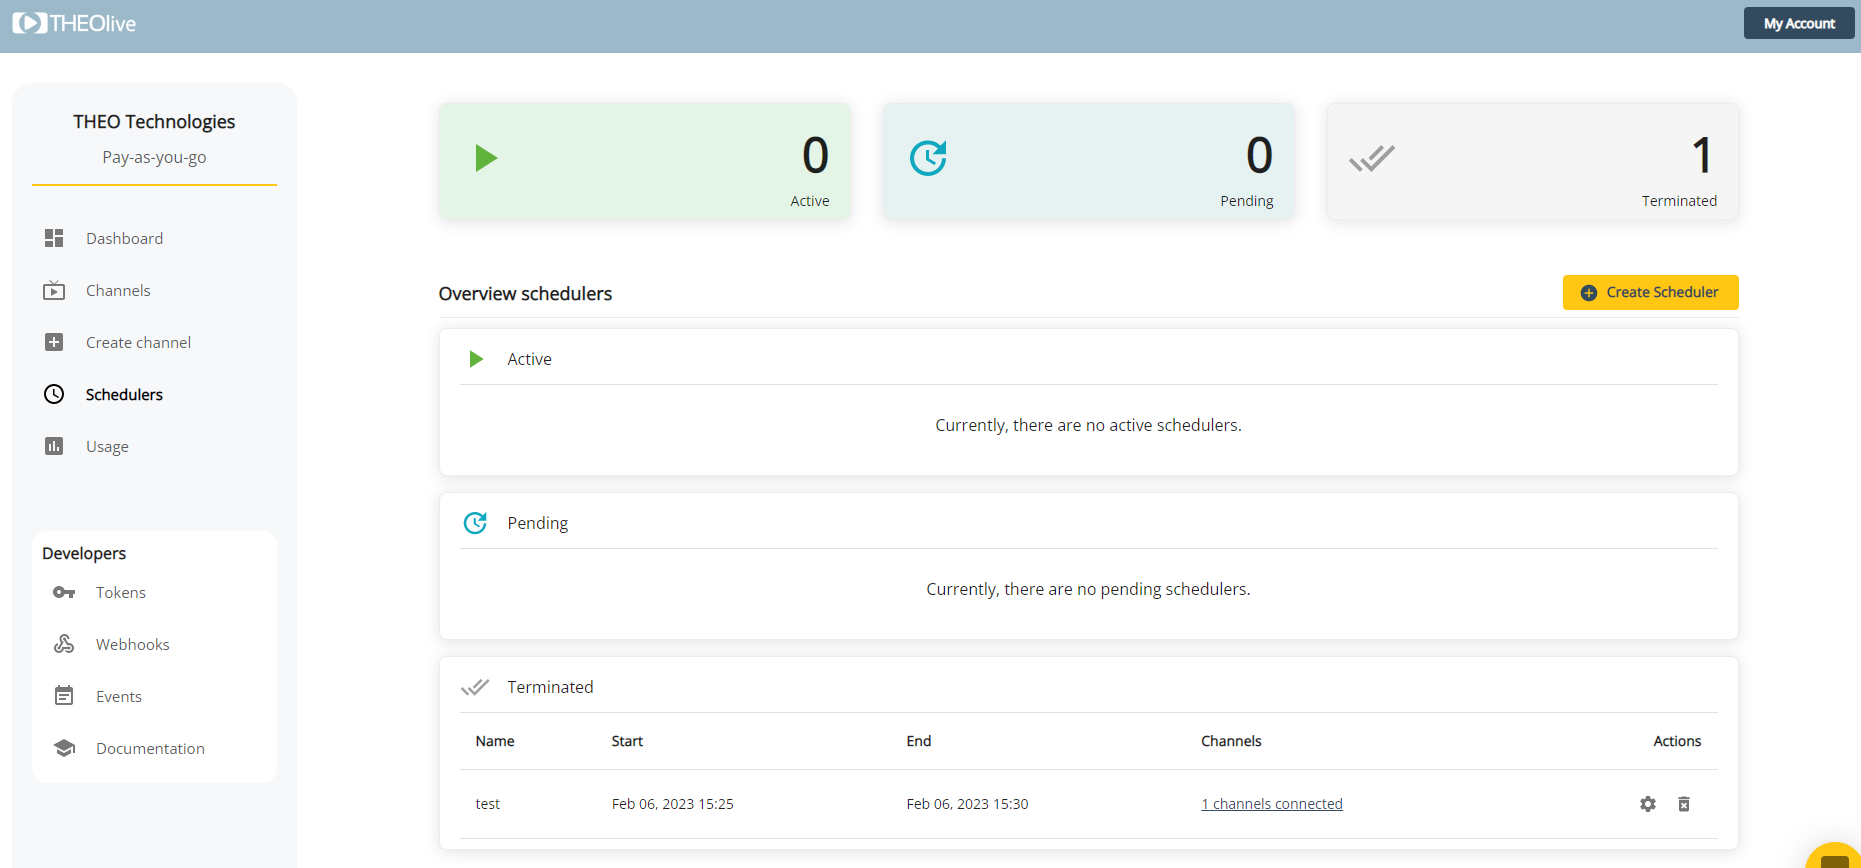 THEOlive
My Account
THEO Technologies
Pay-as-you-go
Dashboard
Channels
Create channel
Schedulers
Usage
Developers
Tokens
Webhooks
Events
Documentation
0
Active
0
Pending
1
Terminated
Overview schedulers
Create Scheduler
Active
Currently, there are no active schedulers.
Pending
Currently, there are no pending schedulers.
Terminated
Name Start End Channels Actions
test Feb 06, 2023 15:25 Feb 06, 2023 15:30 1 channels connected